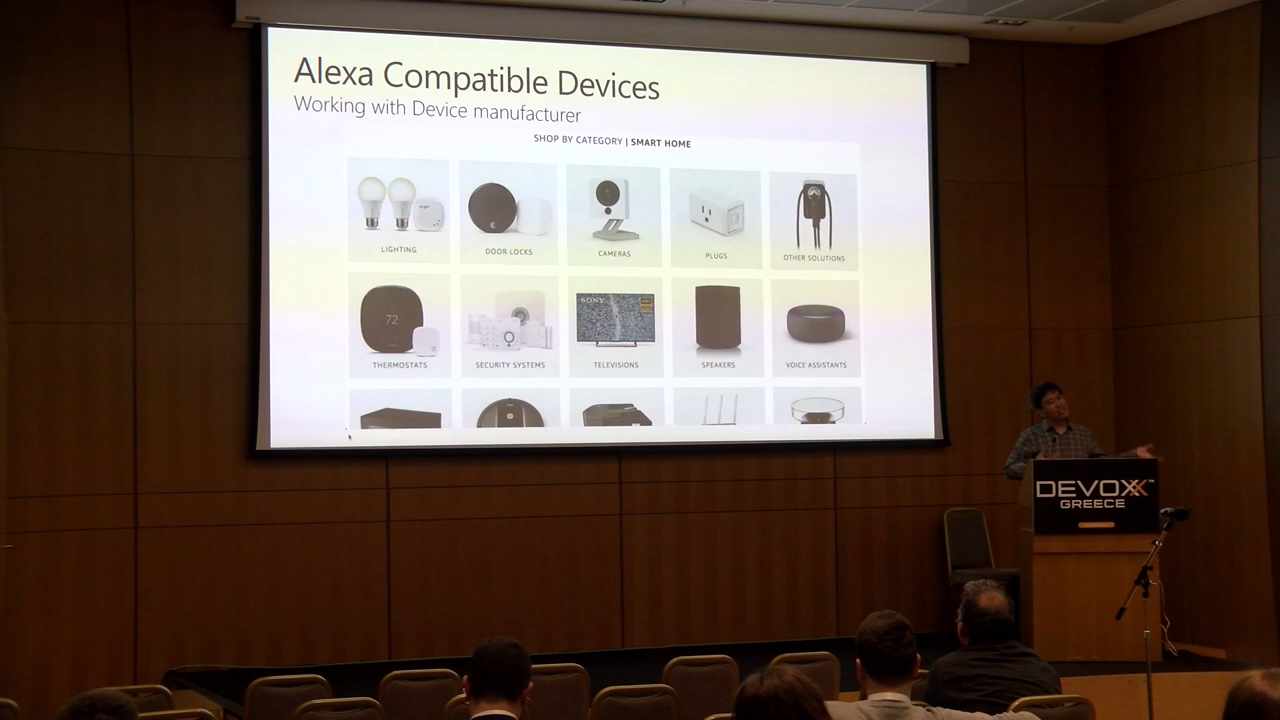 Alexa Compatible Devices
Working with Device manufacturer
SHOP BY CATEGORY | SMART HOME
LIGHTING
DOOR LOCKS
CAMERAS
PLUGS
OTHER SOLUTIONS
72
SONY
THERMOSTATS
SECURITY SYSTEMS
TELEVISIONS
SPEAKERS
VOICE ASSISTANTS
DEVOXX™
GREECE